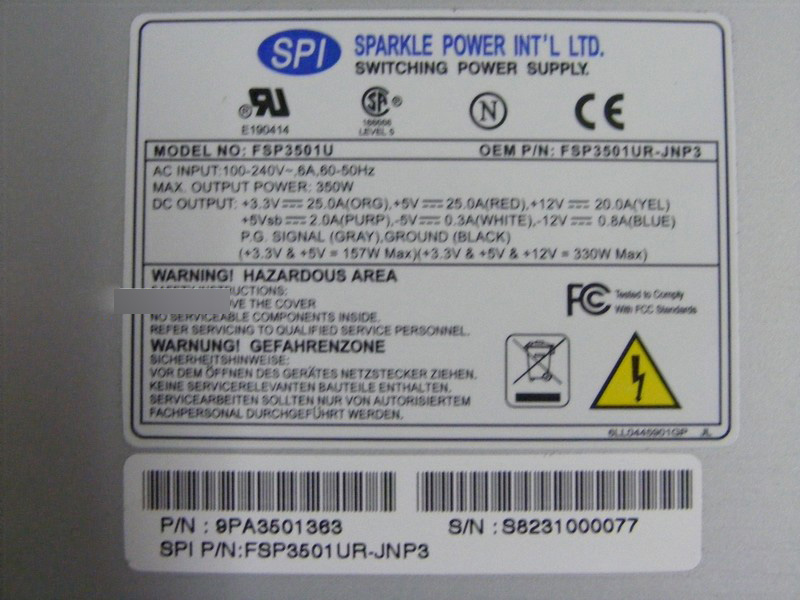 SPI SPARKLE POWER INT'L LTD.
SWITCHING POWER SUPPLY.
E190414
LEVEL 5
N
MODEL NO: FSP3501U OEM P/N: FSP3501UR-JNP3
AC INPUT:100-240V~,6A,60-50Hz
MAX. OUTPUT POWER: 350W
DC OUTPUT: +3.3V⎓25.0A(ORG),+5V⎓25.0A(RED),+12V⎓20.0A(YEL)
+5Vsb⎓2.0A(PURP),-5V⎓0.3A(WHITE),-12V⎓0.8A(BLUE)
P.G. SIGNAL (GRAY),GROUND (BLACK)
(+3.3V & +5V = 157W Max)(+3.3V & +5V & +12V = 330W Max)
WARNING! HAZARDOUS AREA
THE COVER
NO SERVICEABLE COMPONENTS INSIDE.
REFER SERVICING TO QUALIFIED SERVICE PERSONNEL.
FC Tested to Comply
With FCC Standards
WARNUNG! GEFAHRENZONE
SICHERHEITSHINWEISE:
VOR DEM ÖFFNEN DES GERÄTES NETZSTECKER ZIEHEN.
KEINE SERVICERELEVANTEN BAUTEILE ENTHALTEN.
SERVICEARBEITEN SOLLTEN NUR VON AUTORISIERTEM
FACHPERSONAL DURCHGEFÜHRT WERDEN.
JL
P/N : 9PA3501363 S/N : S8231000077
SPI P/N:FSP3501UR-JNP3